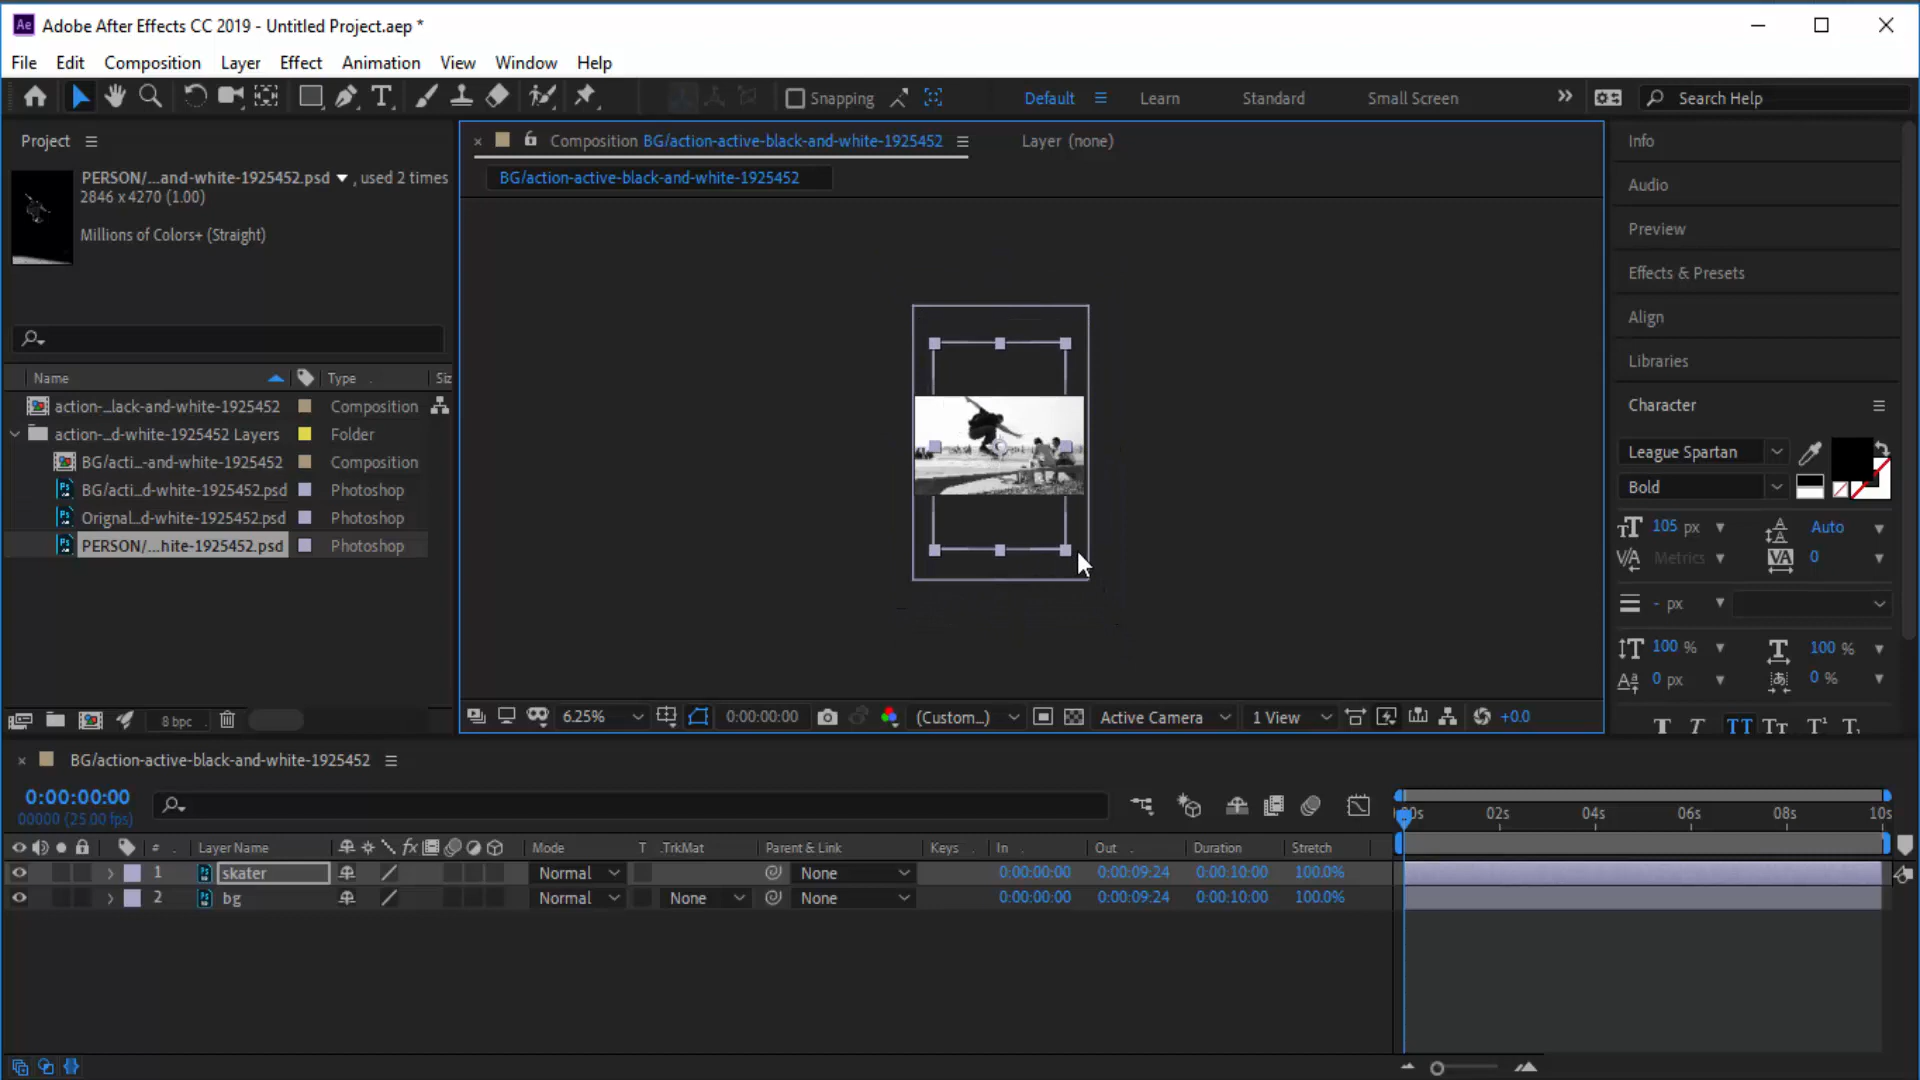 Adobe After Effects CC 2019 - Untitled Project.aep *
File Edit Composition Layer Effect Animation View Window Help
Snapping
Default Learn Standard Small Screen
Search Help
Project
PERSON/...and-white-1925452.psd , used 2 times
2846 x 4270 (1.00)
Millions of Colors+ (Straight)
Name Type Siz
action-...lack-and-white-1925452 Composition
action-...d-white-1925452 Layers Folder
BG/acti...-and-white-1925452 Composition
BG/acti...d-white-1925452.psd Photoshop
Orignal...d-white-1925452.psd Photoshop
PERSON/...hite-1925452.psd Photoshop
8 bpc
Composition BG/action-active-black-and-white-1925452
Layer (none)
BG/action-active-black-and-white-1925452
6.25% 0:00:00:00 (Custom...) Active Camera 1 View +0.0
Info
Audio
Preview
Effects & Presets
Align
Libraries
Character
League Spartan
Bold
105 px Auto
Metrics 0
- px
100 % 100 %
0 px 0 %
BG/action-active-black-and-white-1925452
0:00:00:00
00000 (25.00 fps)
0s 02s 04s 06s 08s 10s
# Layer Name Mode T .TrkMat Parent & Link Keys In Out Duration Stretch
1 skater Normal None 0:00:00:00 0:00:09:24 0:00:10:00 100.0%
2 bg Normal None None 0:00:00:00 0:00:09:24 0:00:10:00 100.0%